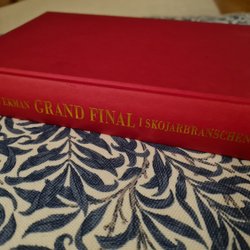 EKMAN GRAND FINAL I SKOJARBRANSCHEN